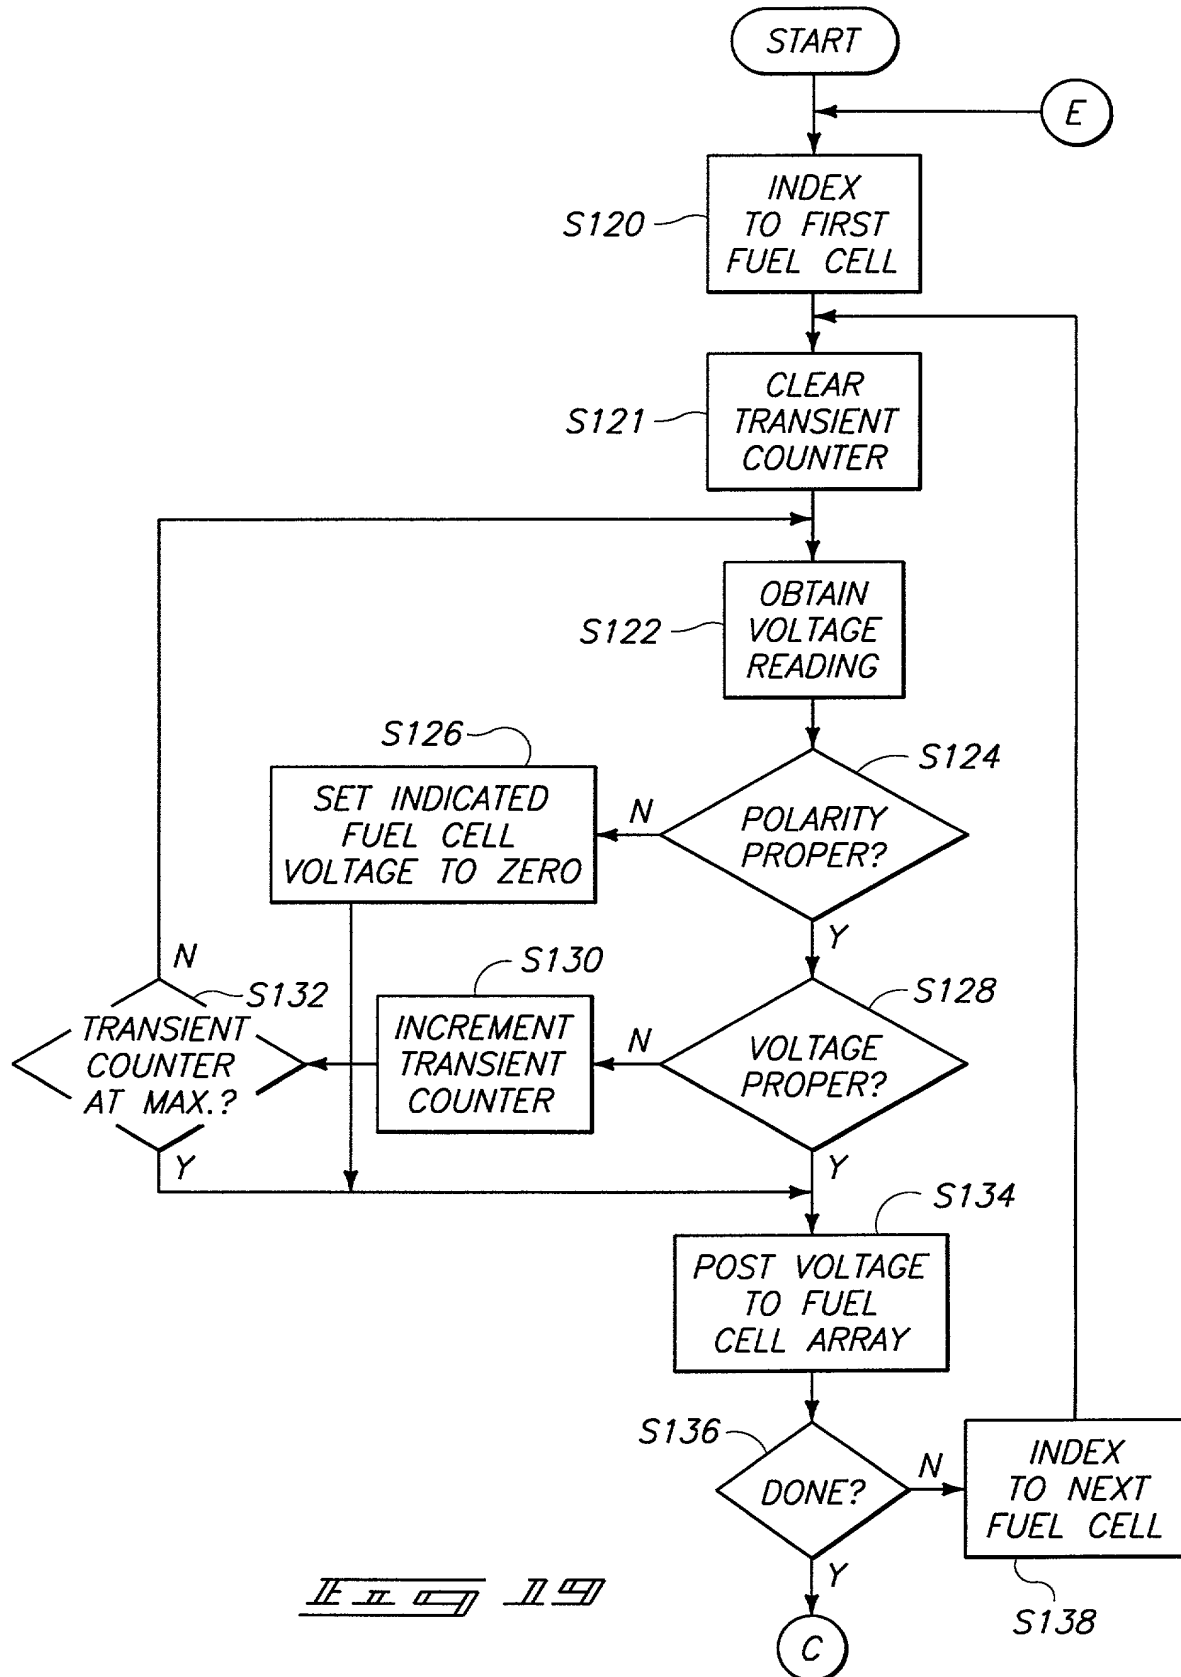 START
E
INDEX
TO FIRST
FUEL CELL
S120
CLEAR
TRANSIENT
COUNTER
S121
OBTAIN
VOLTAGE
READING
S122
S126
SET INDICATED
FUEL CELL
VOLTAGE TO ZERO
N
POLARITY
PROPER?
S124
Y
N
S132
TRANSIENT
COUNTER
AT MAX.?
Y
S130
INCREMENT
TRANSIENT
COUNTER
N
VOLTAGE
PROPER?
S128
Y
S134
POST VOLTAGE
TO FUEL
CELL ARRAY
S136
DONE?
N
INDEX
TO NEXT
FUEL CELL
S138
Y
C
FIG 19